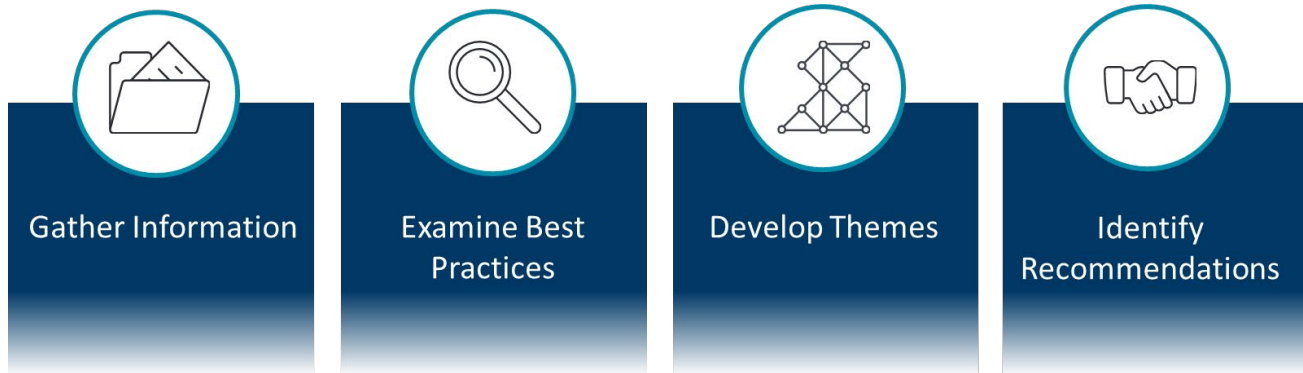 Gather Information
Examine Best
Practices
Develop Themes
Identify
Recommendations